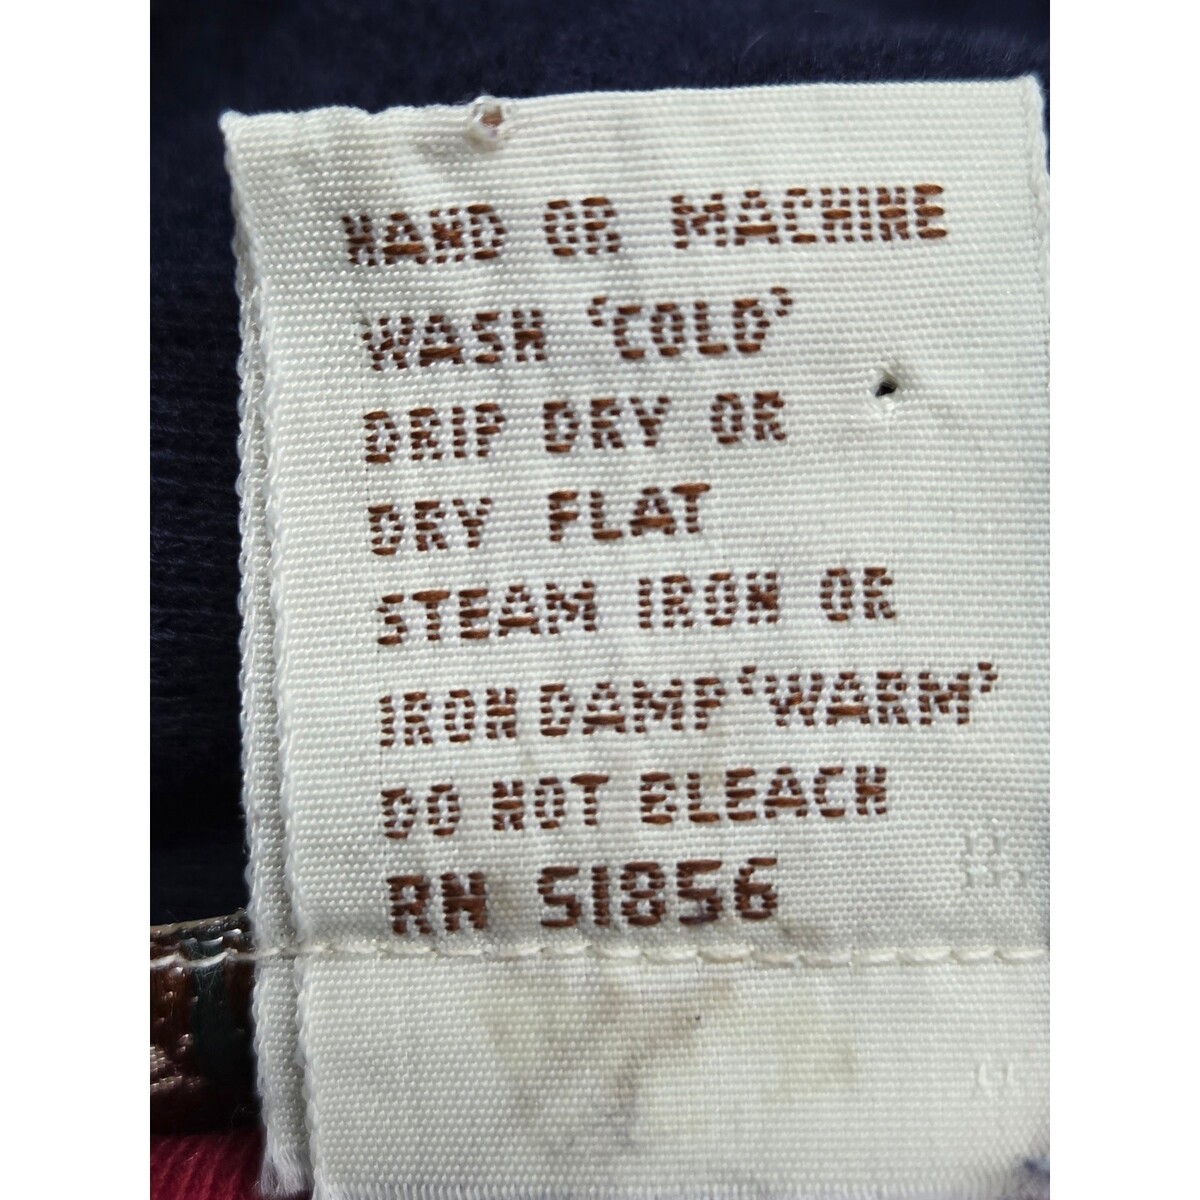 HAND OR MACHINE
WASH ‘COLD’
DRIP DRY OR
DRY FLAT
STEAM IRON OR
IRON DAMP ‘WARM’
DO NOT BLEACH
RN 51856